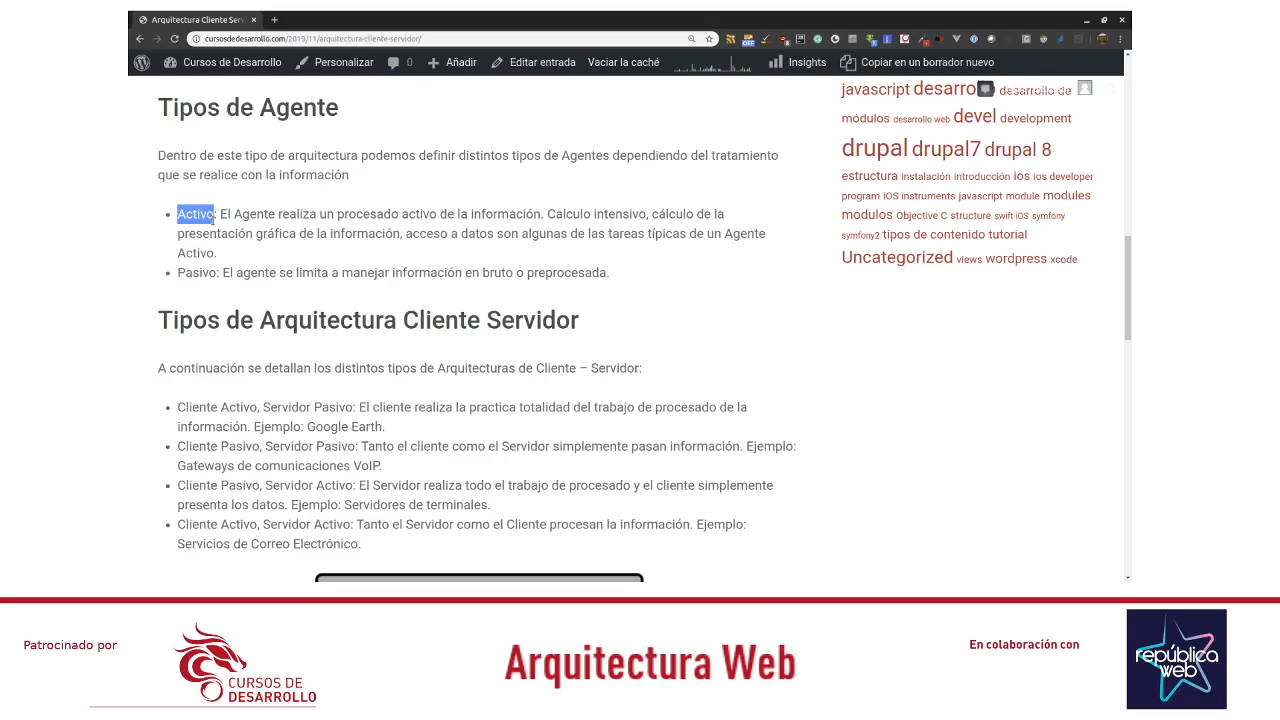 Arquitectura Cliente Serv
cursosdedesarrollo.com/2019/11/arquitectura-cliente-servidor/
Cursos de Desarrollo
Personalizar
0
Añadir
Editar entrada
Vaciar la caché
Insights
Copiar en un borrador nuevo
Tipos de Agente
Dentro de este tipo de arquitectura podemos definir distintos tipos de Agentes dependiendo del tratamiento
que se realice con la información
Activo: El Agente realiza un procesado activo de la información. Calculo intensivo, cálculo de la
presentación gráfica de la información, acceso a datos son algunas de las tareas típicas de un Agente
Activo.
Pasivo: El agente se limita a manejar información en bruto o preprocesada.
Tipos de Arquitectura Cliente Servidor
A continuación se detallan los distintos tipos de Arquitecturas de Cliente – Servidor:
Cliente Activo, Servidor Pasivo: El cliente realiza la practica totalidad del trabajo de procesado de la
información. Ejemplo: Google Earth.
Cliente Pasivo, Servidor Pasivo: Tanto el cliente como el Servidor simplemente pasan información. Ejemplo:
Gateways de comunicaciones VoIP.
Cliente Pasivo, Servidor Activo: El Servidor realiza todo el trabajo de procesado y el cliente simplemente
presenta los datos. Ejemplo: Servidores de terminales.
Cliente Activo, Servidor Activo: Tanto el Servidor como el Cliente procesan la información. Ejemplo:
Servicios de Correo Electrónico.
javascript desarro desarrollo de
módulos desarrollo web devel development
drupal drupal7 drupal 8
estructura instalación introducción ios ios developer
program iOS instruments javascript module modules
modulos Objective C structure swift iOS symfony
symfony2 tipos de contenido tutorial
Uncategorized views wordpress xcode
Patrocinado por
CURSOS DE
DESARROLLO
Arquitectura Web
En colaboración con
república
web